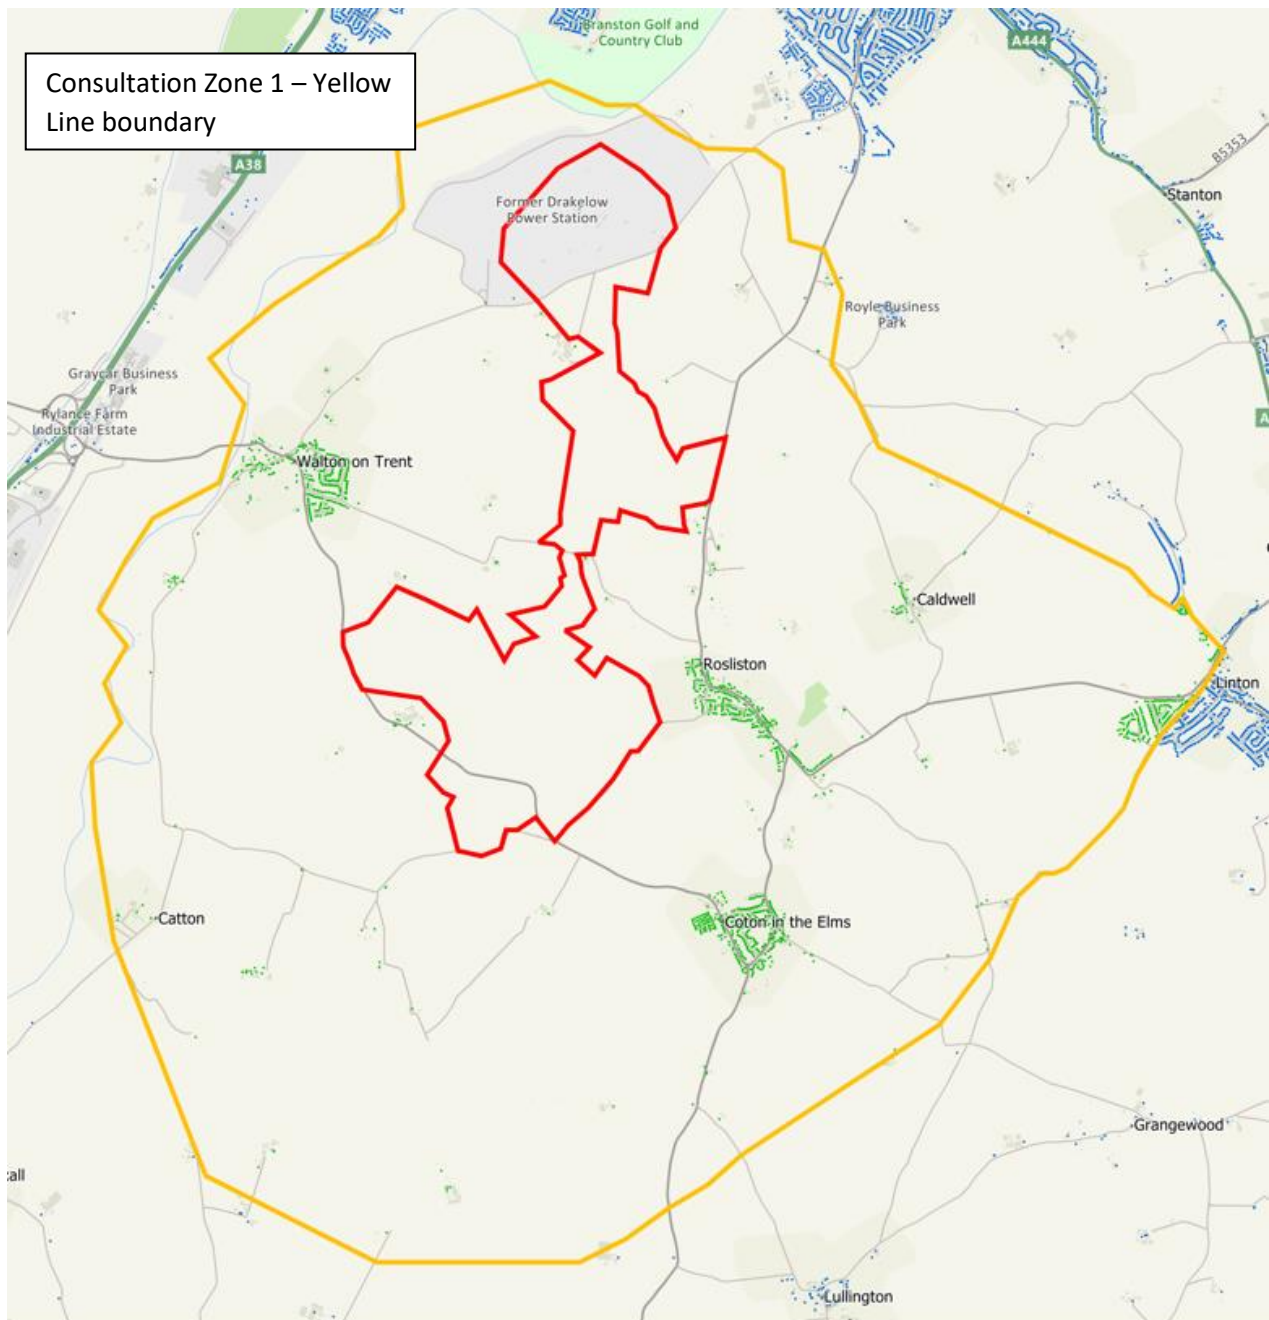 Branston Golf and
Country Club
A444
Consultation Zone 1 – Yellow
Line boundary
A38
B5353
Stanton
Former Drakelow
Power Station
Royle Business
Park
Graycar Business
Park
Rylance Farm
Industrial Estate
Walton on Trent
A
Caldwell
Rosliston
Linton
Catton
Coton in the Elms
Grangewood
all
Lullington